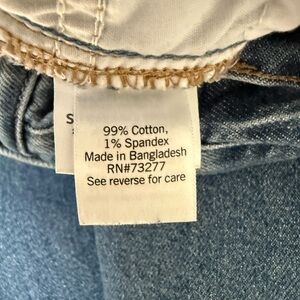 S
99% Cotton,
1% Spandex
Made in Bangladesh
RN#73277
See reverse for care